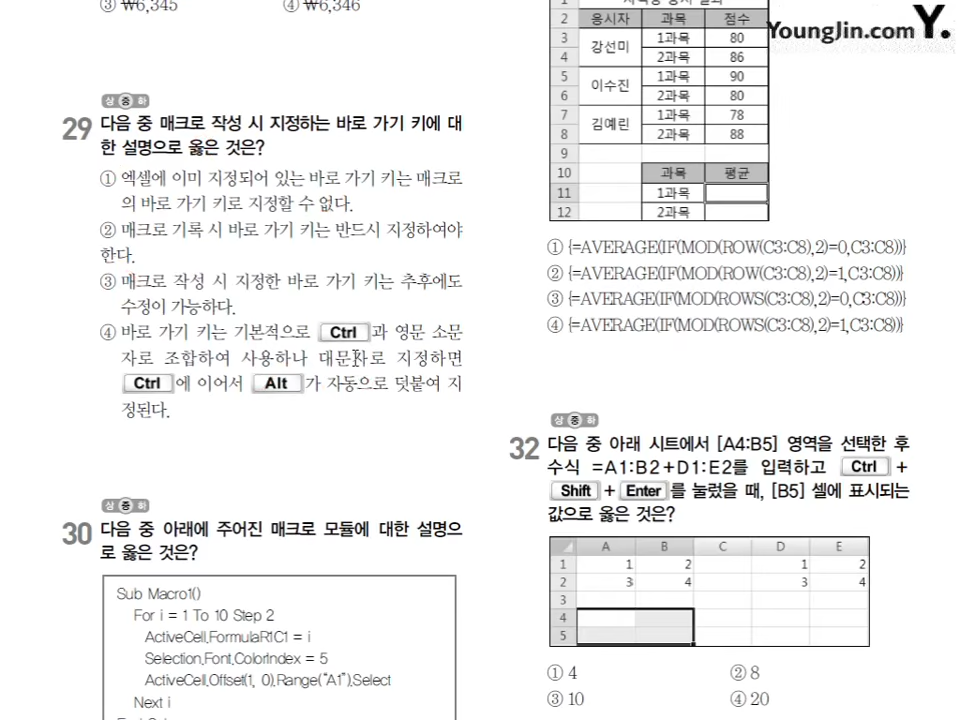 ③ ₩6,345 ④ ₩6,346
상 중 하
29 다음 중 매크로 작성 시 지정하는 바로 가기 키에 대
한 설명으로 옳은 것은?
① 엑셀에 이미 지정되어 있는 바로 가기 키는 매크로
의 바로 가기 키로 지정할 수 없다.
② 매크로 기록 시 바로 가기 키는 반드시 지정하여야
한다.
③ 매크로 작성 시 지정한 바로 가기 키는 추후에도
수정이 가능하다.
④ 바로 가기 키는 기본적으로 Ctrl 과 영문 소문
자로 조합하여 사용하나 대문자로 지정하면
Ctrl 에 이어서 Alt 가 자동으로 덧붙여 지
정된다.
상 중 하
30 다음 중 아래에 주어진 매크로 모듈에 대한 설명으
로 옳은 것은?
Sub Macro1()
For i = 1 To 10 Step 2
ActiveCell.FormulaR1C1 = i
Selection.Font.ColorIndex = 5
ActiveCell.Offset(1, 0).Range("A1").Select
Next i
YoungJin.com Y.
1
2 응시자 과목 점수
3 강선미 1과목 80
4 2과목 86
5 이수진 1과목 90
6 2과목 80
7 김예린 1과목 78
8 2과목 88
9
10 과목 평균
11 1과목
12 2과목
① {=AVERAGE(IF(MOD(ROW(C3:C8),2)=0,C3:C8))}
② {=AVERAGE(IF(MOD(ROW(C3:C8),2)=1,C3:C8))}
③ {=AVERAGE(IF(MOD(ROWS(C3:C8),2)=0,C3:C8))}
④ {=AVERAGE(IF(MOD(ROWS(C3:C8),2)=1,C3:C8))}
상 중 하
32 다음 중 아래 시트에서 [A4:B5] 영역을 선택한 후
수식 =A1:B2+D1:E2를 입력하고 Ctrl +
Shift + Enter 를 눌렀을 때, [B5] 셀에 표시되는
값으로 옳은 것은?
A B C D E
1 1 2 1 2
2 3 4 3 4
3
4
5
① 4 ② 8
③ 10 ④ 20